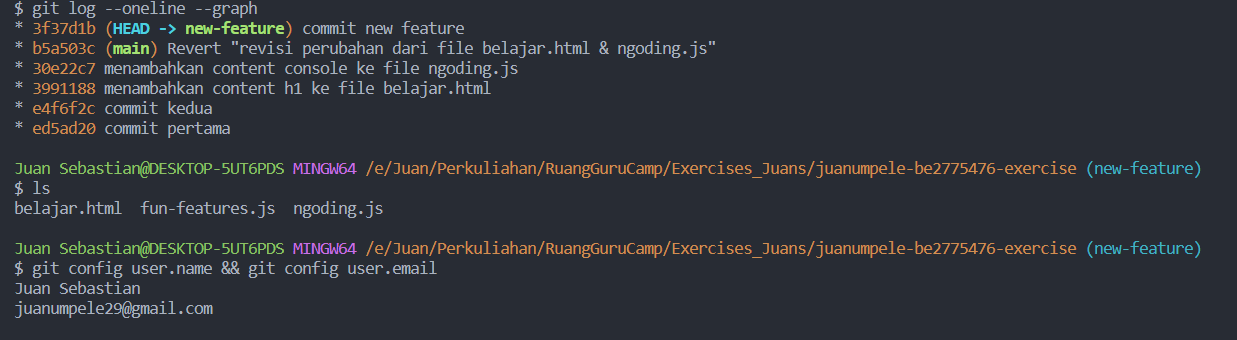 $ git log --oneline --graph
* 3f37d1b (HEAD -> new-feature) commit new feature
* b5a503c (main) Revert "revisi perubahan dari file belajar.html & ngoding.js"
* 30e22c7 menambahkan content console ke file ngoding.js
* 3991188 menambahkan content h1 ke file belajar.html
* e4f6f2c commit kedua
* ed5ad20 commit pertama
Juan Sebastian@DESKTOP-5UT6PDS MINGW64 /e/Juan/Perkuliahan/RuangGuruCamp/Exercises_Juans/juanumpele-be2775476-exercise (new-feature)
$ ls
belajar.html  fun-features.js  ngoding.js
Juan Sebastian@DESKTOP-5UT6PDS MINGW64 /e/Juan/Perkuliahan/RuangGuruCamp/Exercises_Juans/juanumpele-be2775476-exercise (new-feature)
$ git config user.name && git config user.email
Juan Sebastian
juanumpele29@gmail.com